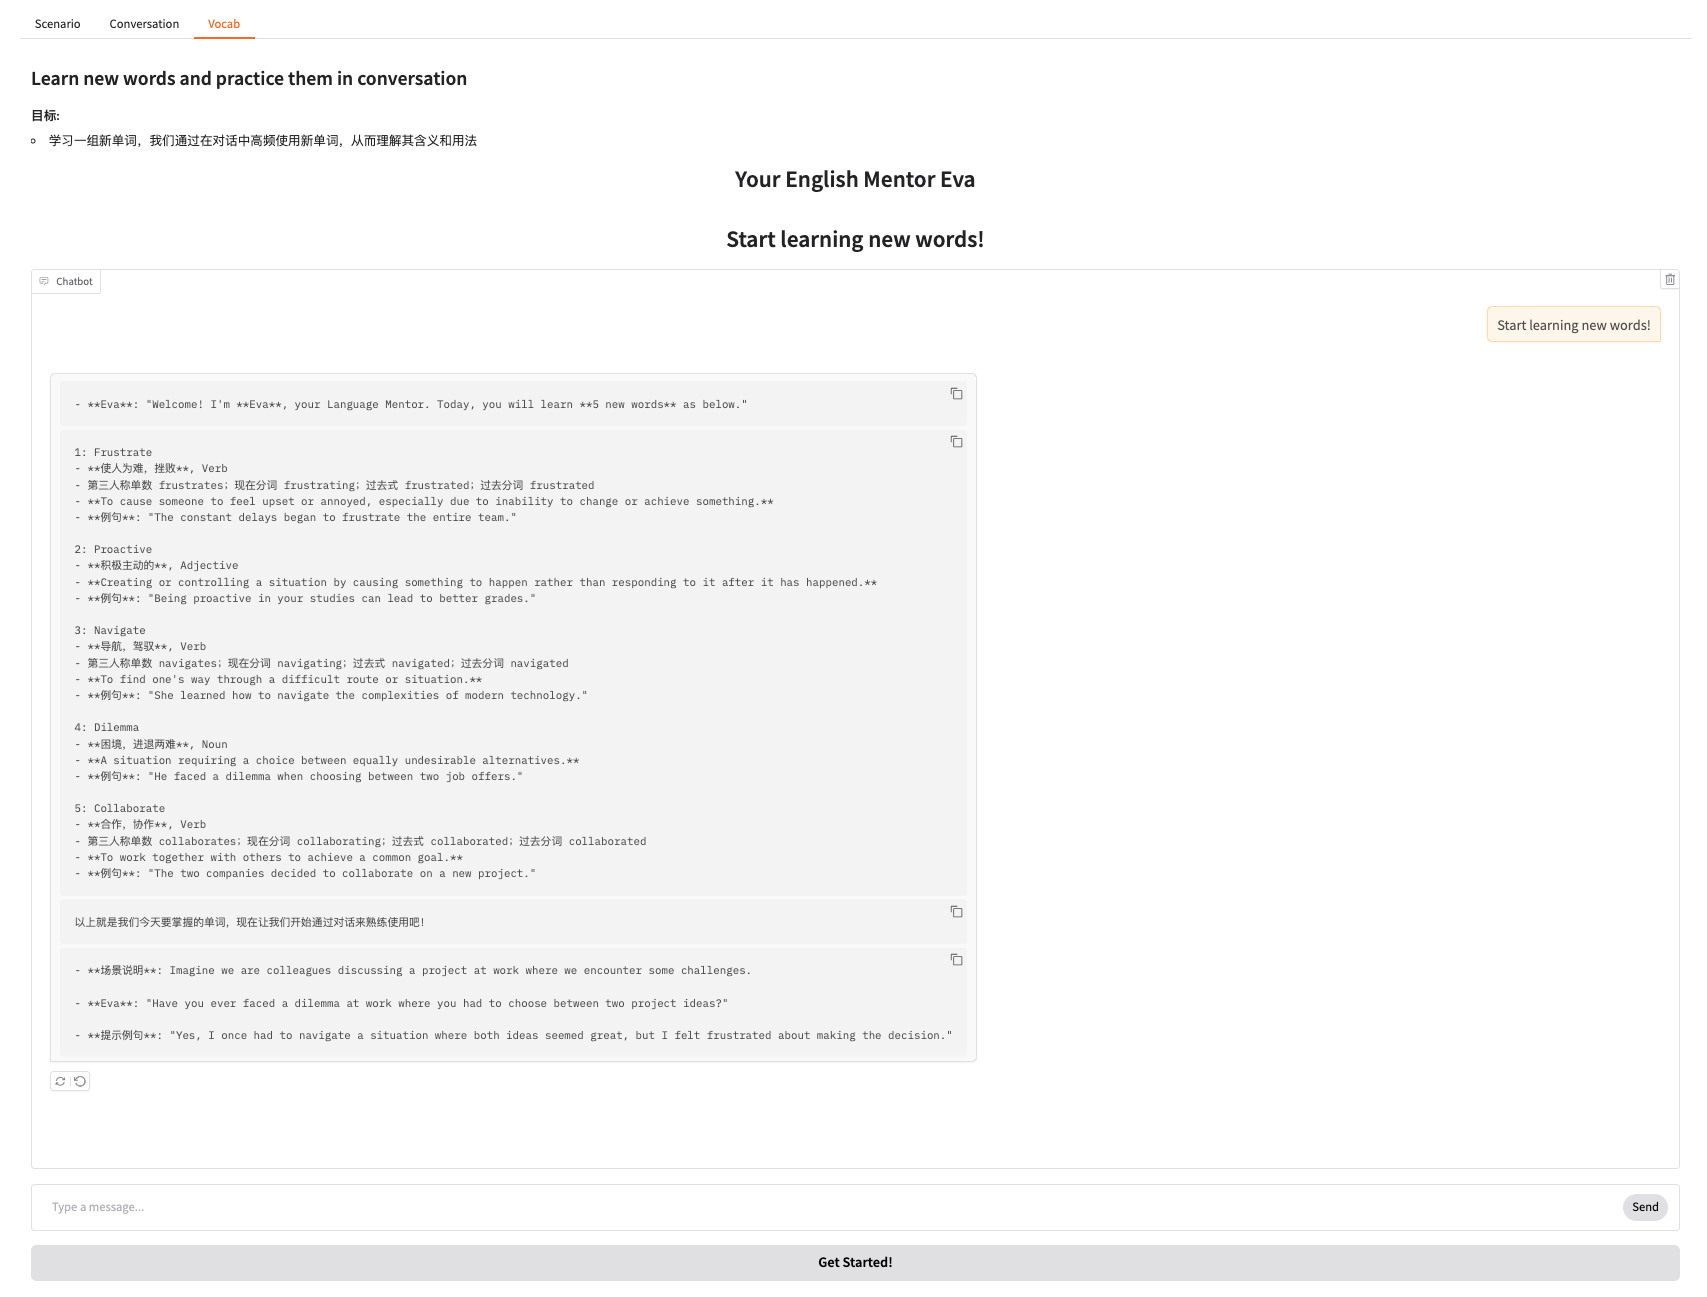 Scenario Conversation Vocab
Learn new words and practice them in conversation
目标:
学习一组新单词，我们通过在对话中高频使用新单词，从而理解其含义和用法
Your English Mentor Eva
Start learning new words!
Chatbot
Start learning new words!
- **Eva**: "Welcome! I'm **Eva**, your Language Mentor. Today, you will learn **5 new words** as below."
1: Frustrate
- **使人为难，挫败**, Verb
- 第三人称单数 frustrates；现在分词 frustrating；过去式 frustrated；过去分词 frustrated
- **To cause someone to feel upset or annoyed, especially due to inability to change or achieve something.**
- **例句**: "The constant delays began to frustrate the entire team."
2: Proactive
- **积极主动的**, Adjective
- **Creating or controlling a situation by causing something to happen rather than responding to it after it has happened.**
- **例句**: "Being proactive in your studies can lead to better grades."
3: Navigate
- **导航，驾驭**, Verb
- 第三人称单数 navigates；现在分词 navigating；过去式 navigated；过去分词 navigated
- **To find one's way through a difficult route or situation.**
- **例句**: "She learned how to navigate the complexities of modern technology."
4: Dilemma
- **困境，进退两难**, Noun
- **A situation requiring a choice between equally undesirable alternatives.**
- **例句**: "He faced a dilemma when choosing between two job offers."
5: Collaborate
- **合作，协作**, Verb
- 第三人称单数 collaborates；现在分词 collaborating；过去式 collaborated；过去分词 collaborated
- **To work together with others to achieve a common goal.**
- **例句**: "The two companies decided to collaborate on a new project."
以上就是我们今天要掌握的单词，现在让我们开始通过对话来熟练使用吧！
- **场景说明**: Imagine we are colleagues discussing a project at work where we encounter some challenges.
- **Eva**: "Have you ever faced a dilemma at work where you had to choose between two project ideas?"
- **提示例句**: "Yes, I once had to navigate a situation where both ideas seemed great, but I felt frustrated about making the decision."
Type a message...
Send
Get Started!